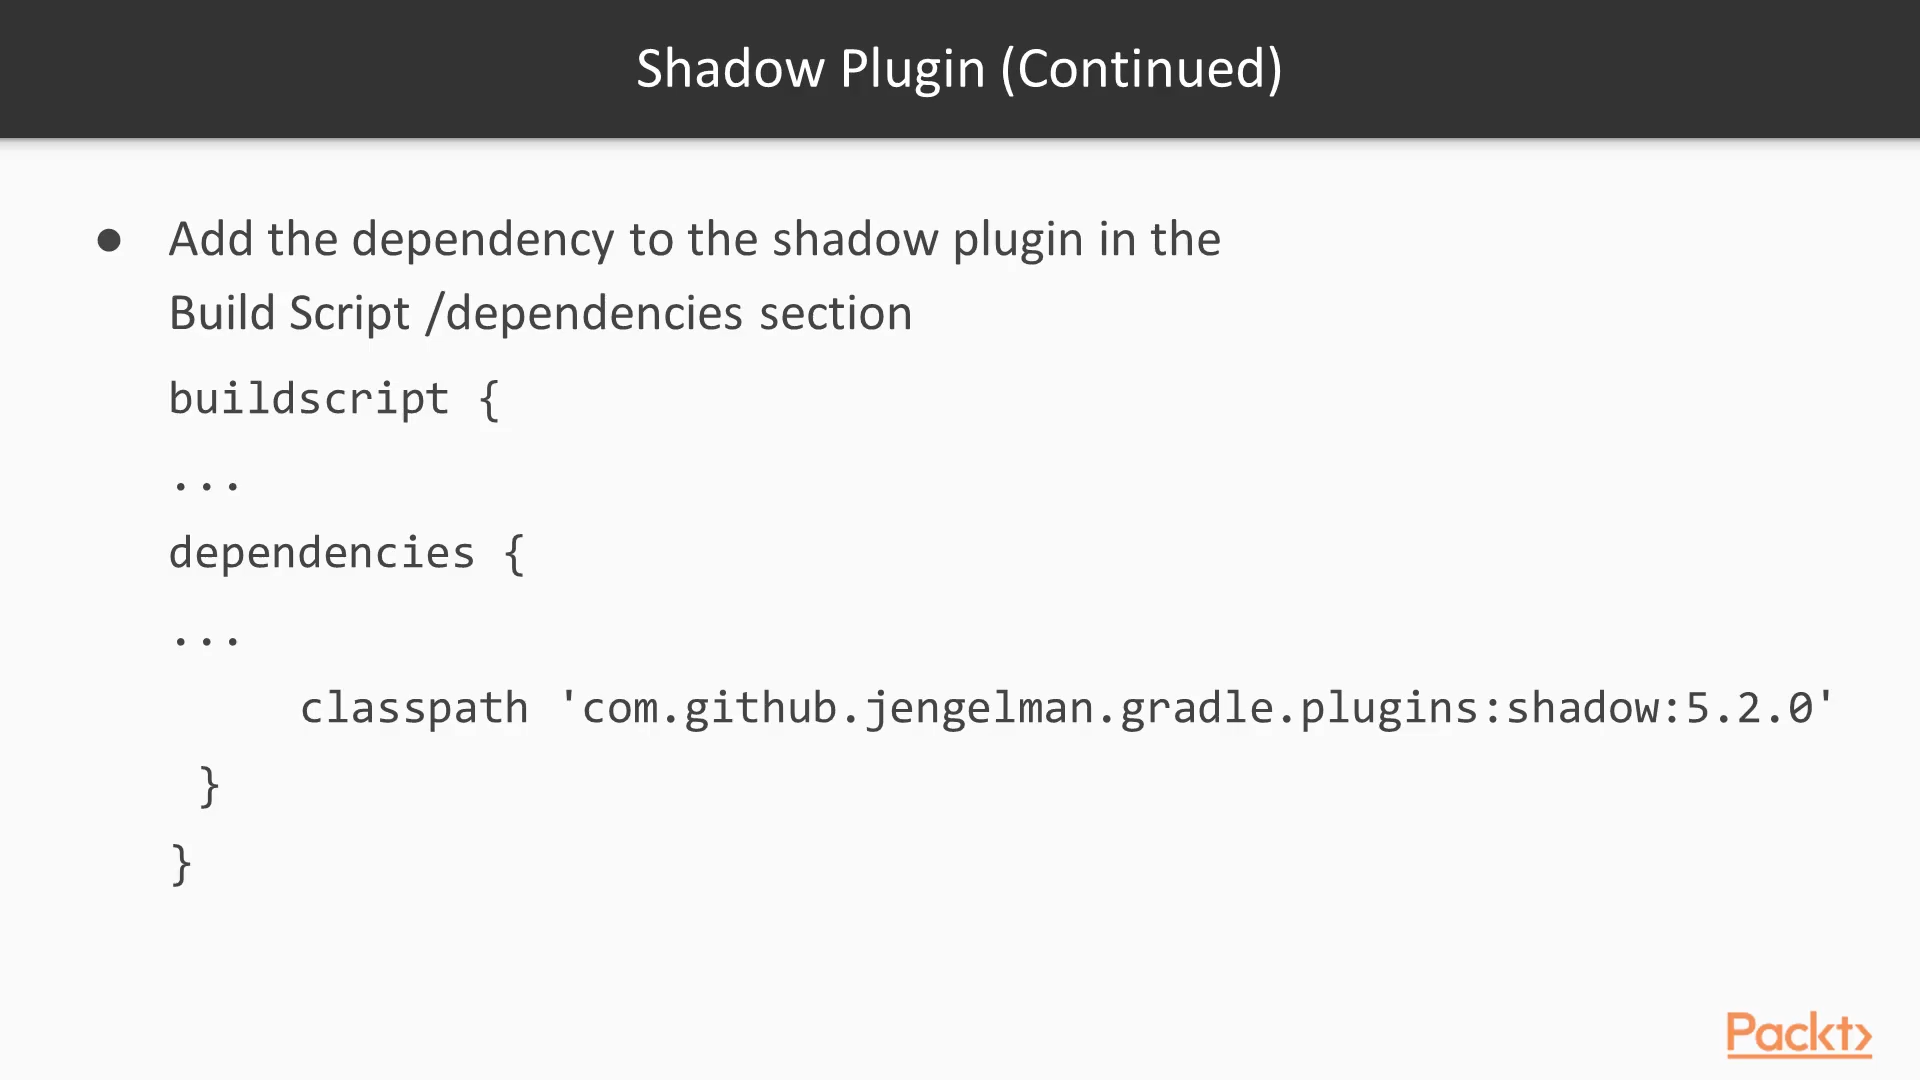 Shadow Plugin (Continued)
● Add the dependency to the shadow plugin in the
Build Script /dependencies section
buildscript {
...
dependencies {
...
classpath 'com.github.jengelman.gradle.plugins:shadow:5.2.0'
}
}
Packt>